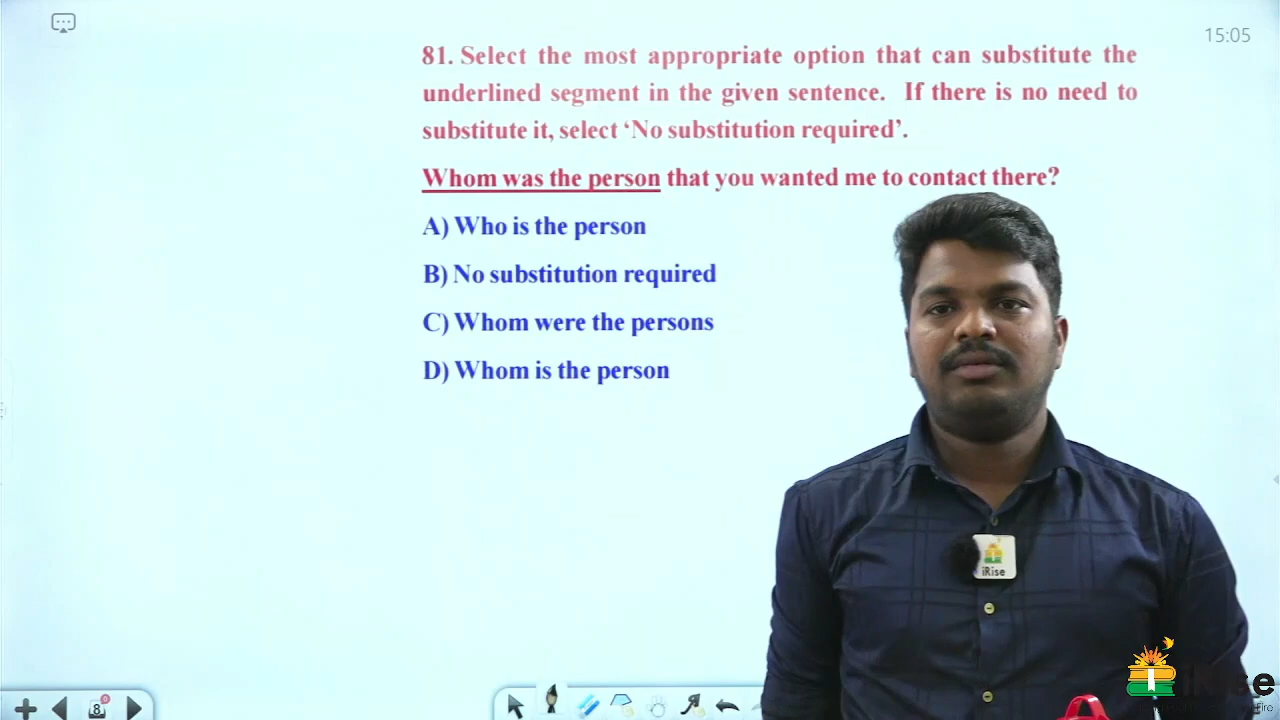 15:05
81. Select the most appropriate option that can substitute the
underlined segment in the given sentence. If there is no need to
substitute it, select ‘No substitution required’.
Whom was the person that you wanted me to contact there?
A) Who is the person
B) No substitution required
C) Whom were the persons
D) Whom is the person
iRise
8
0
iRise